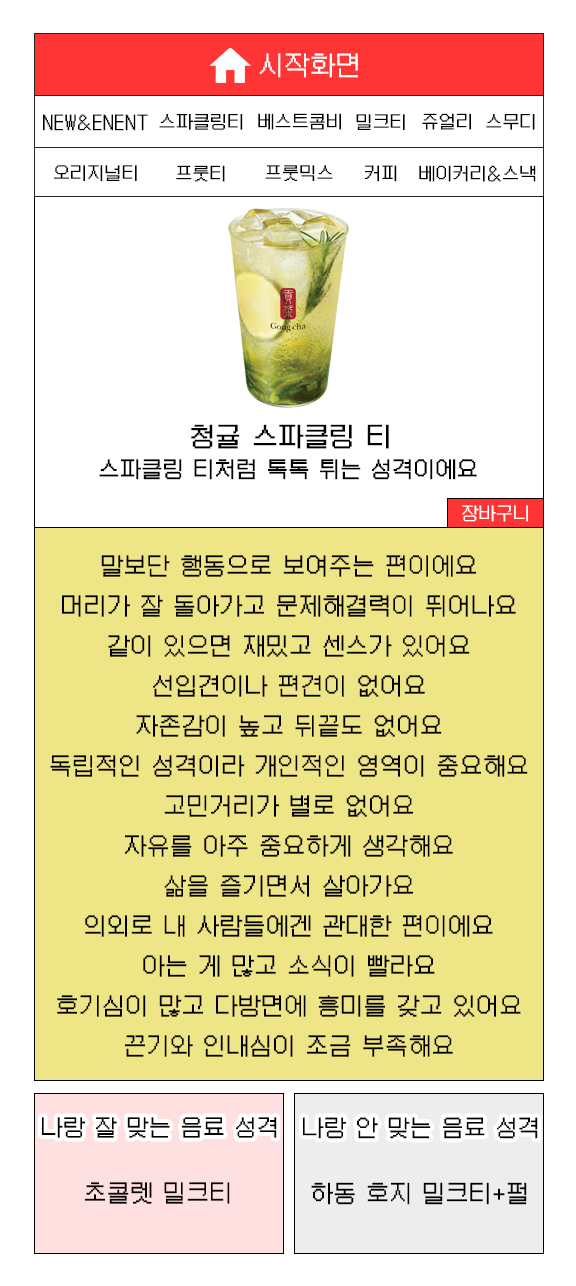 시작화면
NEW&ENENT 스파클링티 베스트콤비 밀크티 쥬얼리 스무디
오리지널티 프룻티 프룻믹스 커피 베이커리&스낵
貢茶
Gong cha
청귤 스파클링 티
스파클링 티처럼 톡톡 튀는 성격이에요
장바구니
말보단 행동으로 보여주는 편이에요
머리가 잘 돌아가고 문제해결력이 뛰어나요
같이 있으면 재밌고 센스가 있어요
선입견이나 편견이 없어요
자존감이 높고 뒤끝도 없어요
독립적인 성격이라 개인적인 영역이 중요해요
고민거리가 별로 없어요
자유를 아주 중요하게 생각해요
삶을 즐기면서 살아가요
의외로 내 사람들에겐 관대한 편이에요
아는 게 많고 소식이 빨라요
호기심이 많고 다방면에 흥미를 갖고 있어요
끈기와 인내심이 조금 부족해요
나랑 잘 맞는 음료 성격
초콜렛 밀크티
나랑 안 맞는 음료 성격
하동 호지 밀크티+펄